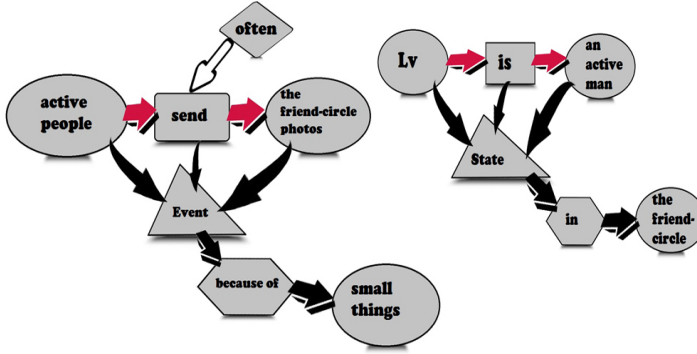 often
active
people
send
the
friend-circle
photos
Event
because of
small
things
Lv
is
an
active
man
State
in
the
friend-
circle